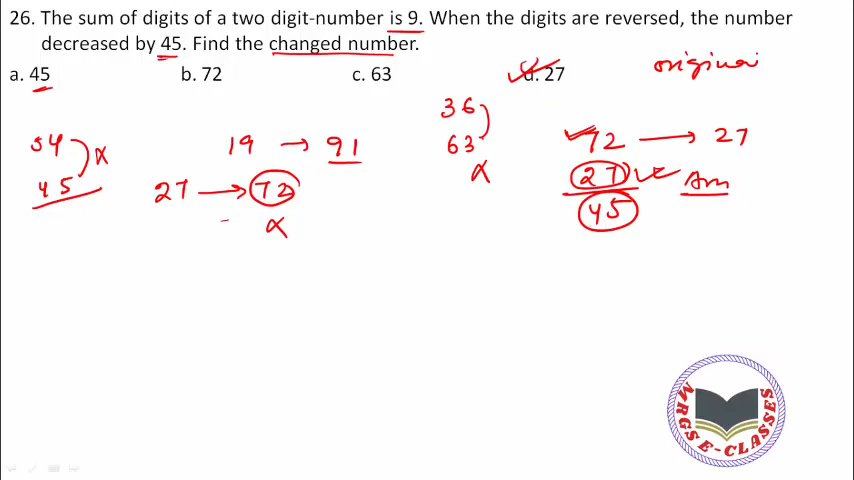 26. The sum of digits of a two digit-number is 9. When the digits are reversed, the number
decreased by 45. Find the changed number.
a. 45 b. 72 c. 63 d. 27 original
54
45 x
19 → 91
27 → 72
x
36
63
x
72 → 27
27 Ans
45
MRGS E-CLASSES